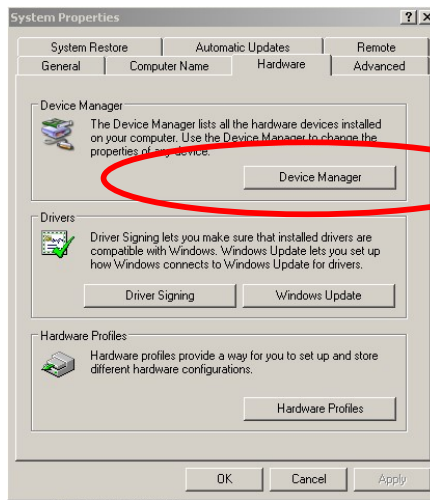 System Properties
? X
System Restore Automatic Updates Remote
General Computer Name Hardware Advanced
Device Manager
The Device Manager lists all the hardware devices installed
on your computer. Use the Device Manager to change the
properties of any device.
Device Manager
Drivers
Driver Signing lets you make sure that installed drivers are
compatible with Windows. Windows Update lets you set up
how Windows connects to Windows Update for drivers.
Driver Signing Windows Update
Hardware Profiles
Hardware profiles provide a way for you to set up and store
different hardware configurations.
Hardware Profiles
OK Cancel Apply